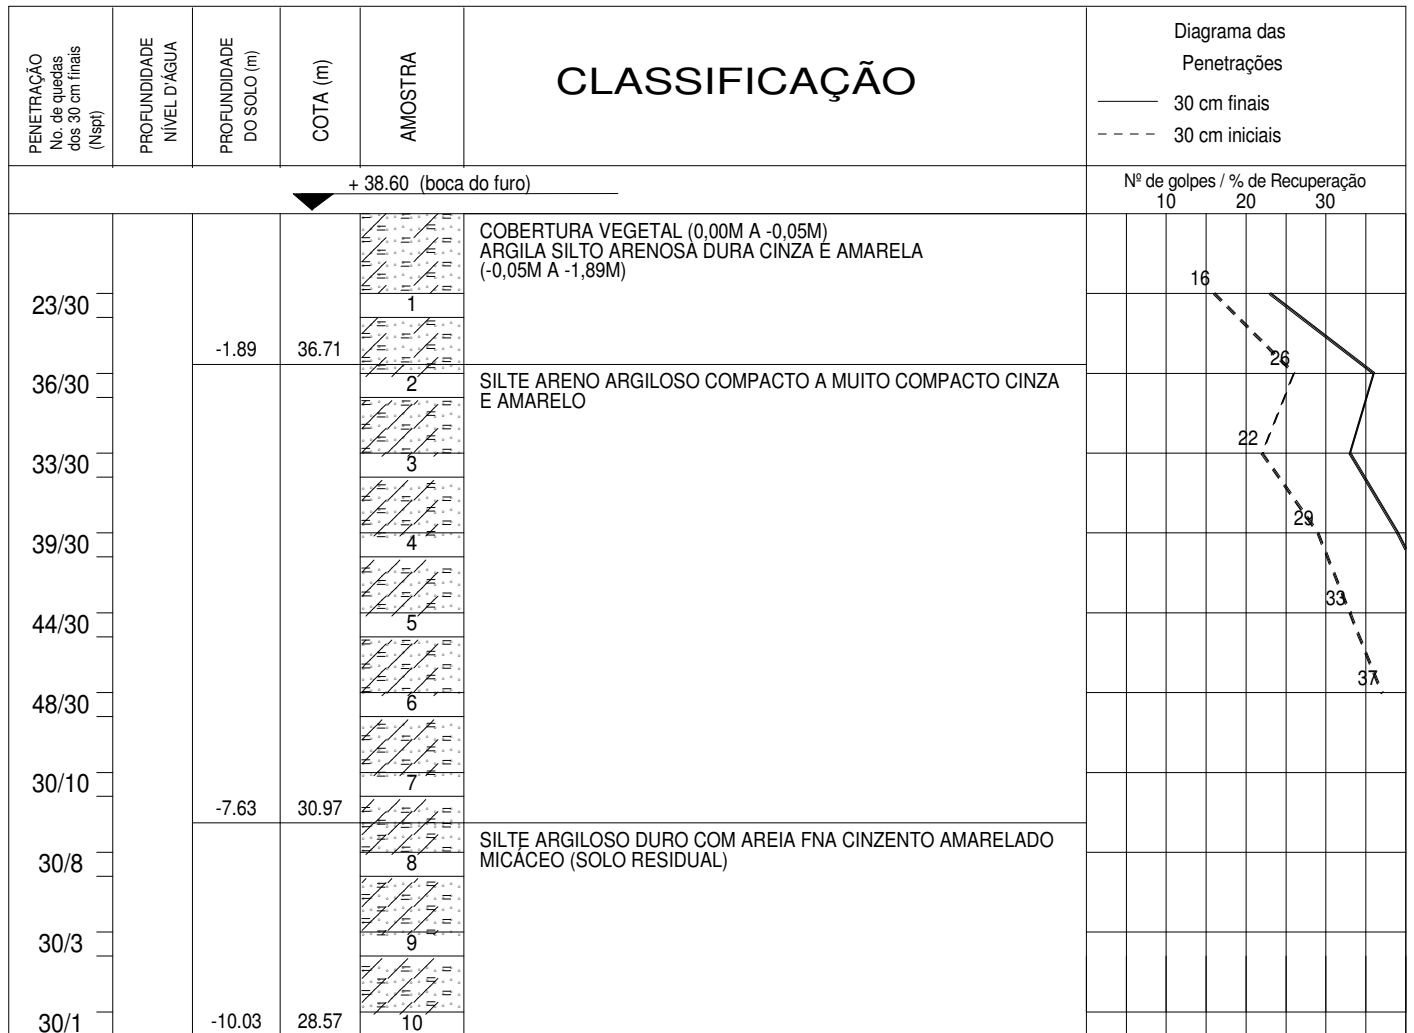 PENETRAÇÃO
No. de quedas
dos 30 cm finais
(Nspt)
PROFUNDIDADE
NÍVEL D'ÁGUA
PROFUNDIDADE
DO SOLO (m)
COTA (m)
AMOSTRA
CLASSIFICAÇÃO
Diagrama das
Penetrações
30 cm finais
30 cm iniciais
+ 38.60 (boca do furo)
Nº de golpes / % de Recuperação
10 20 30
COBERTURA VEGETAL (0,00M A -0,05M)
ARGILA SILTO ARENOSA DURA CINZA E AMARELA
(-0,05M A -1,89M)
16
23/30 1
-1.89 36.71 26
36/30 2 SILTE ARENO ARGILOSO COMPACTO A MUITO COMPACTO CINZA
E AMARELO
22
33/30 3
29
39/30 4
33
44/30 5
37
48/30 6
30/10 7
-7.63 30.97
SILTE ARGILOSO DURO COM AREIA FNA CINZENTO AMARELADO
30/8 8 MICÁCEO (SOLO RESIDUAL)
30/3 9
30/1 -10.03 28.57 10